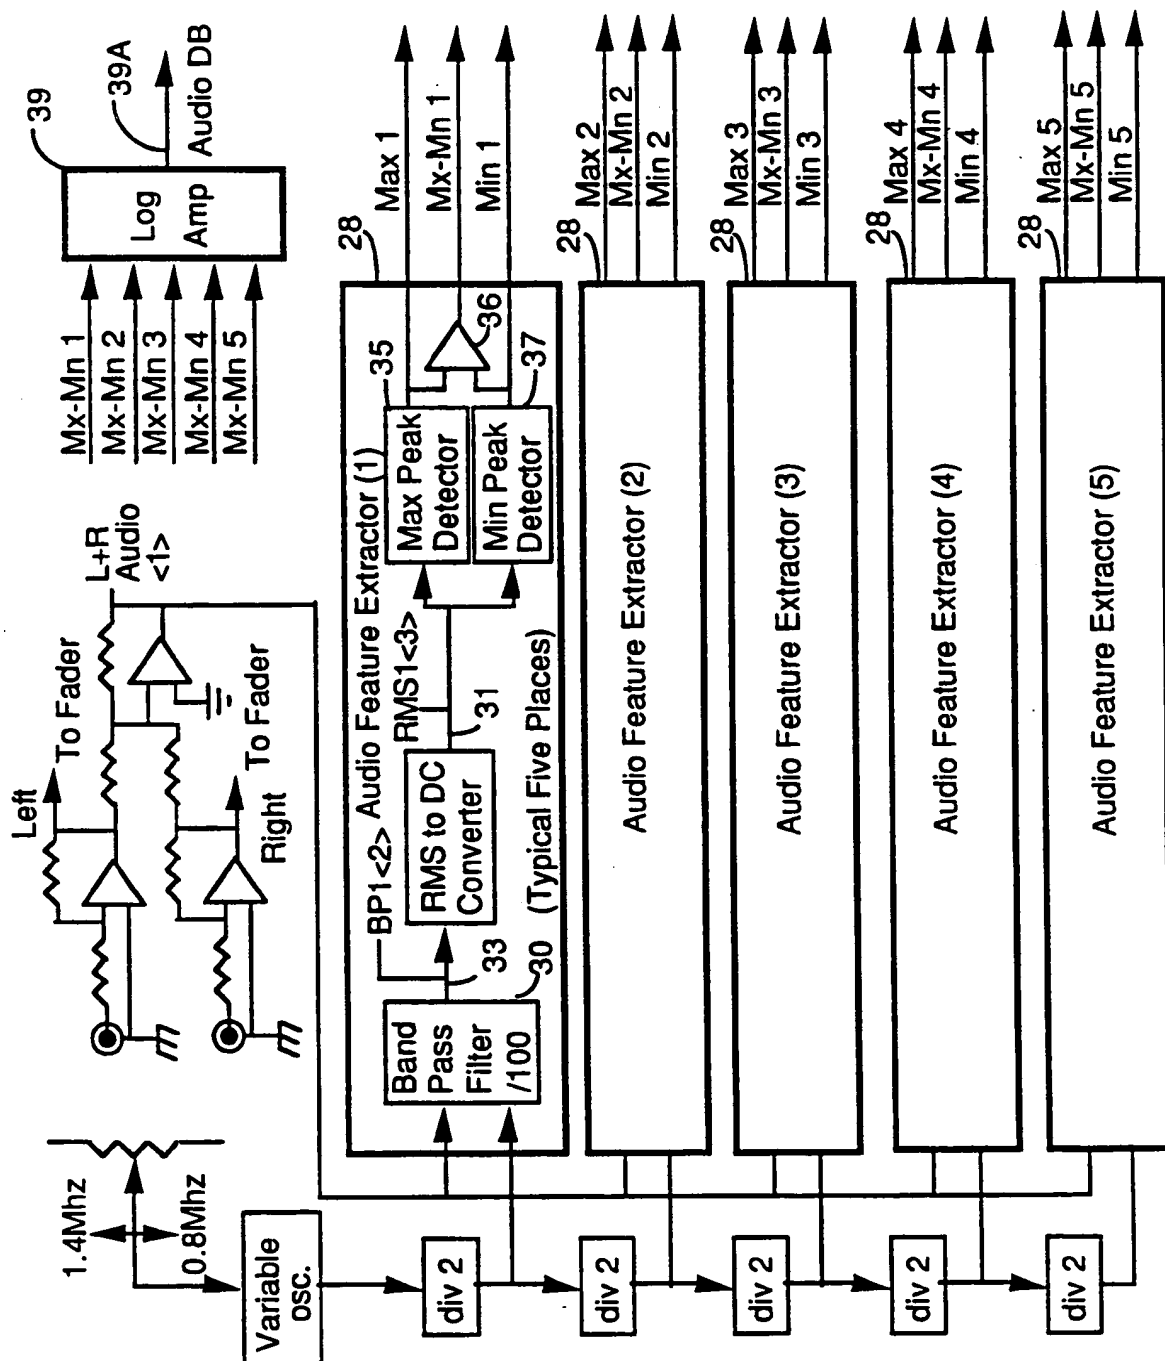 1.4Mhz
0.8Mhz
Variable
osc.
div 2
div 2
div 2
div 2
div 2
Left
To Fader
To Fader
Right
L+R
Audio
<1>
Mx-Mn 1
Mx-Mn 2
Mx-Mn 3
Mx-Mn 4
Mx-Mn 5
Log
Amp
39
39A
Audio DB
Audio Feature Extractor (1)
(Typical Five Places)
Band
Pass
Filter
/100
30
33
BP1<2>
RMS to DC
Converter
31
RMS1<3>
Max Peak
Detector
35
Min Peak
Detector
37
36
28
Max 1
Mx-Mn 1
Min 1
Audio Feature Extractor (2)
28
Max 2
Mx-Mn 2
Min 2
Audio Feature Extractor (3)
28
Max 3
Mx-Mn 3
Min 3
Audio Feature Extractor (4)
28
Max 4
Mx-Mn 4
Min 4
Audio Feature Extractor (5)
28
Max 5
Mx-Mn 5
Min 5